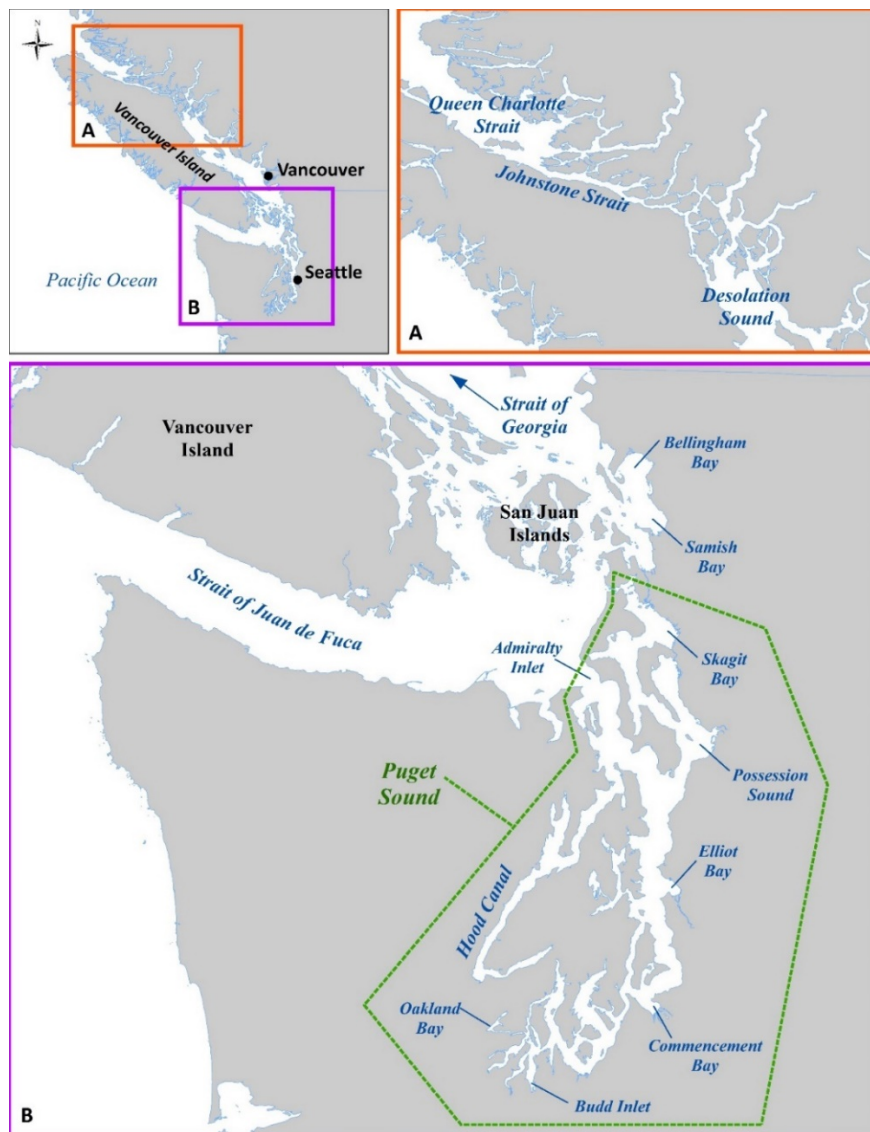 N
A
Vancouver Island
Vancouver
Pacific Ocean
B
Seattle
Queen Charlotte
Strait
Johnstone Strait
Desolation
Sound
A
Vancouver
Island
Strait of
Georgia
Bellingham
Bay
San Juan
Islands
Samish
Bay
Strait of Juan de Fuca
Admiralty
Inlet
Skagit
Bay
Puget
Sound
Possession
Sound
Elliot
Bay
Hood Canal
Oakland
Bay
Commencement
Bay
Budd Inlet
B